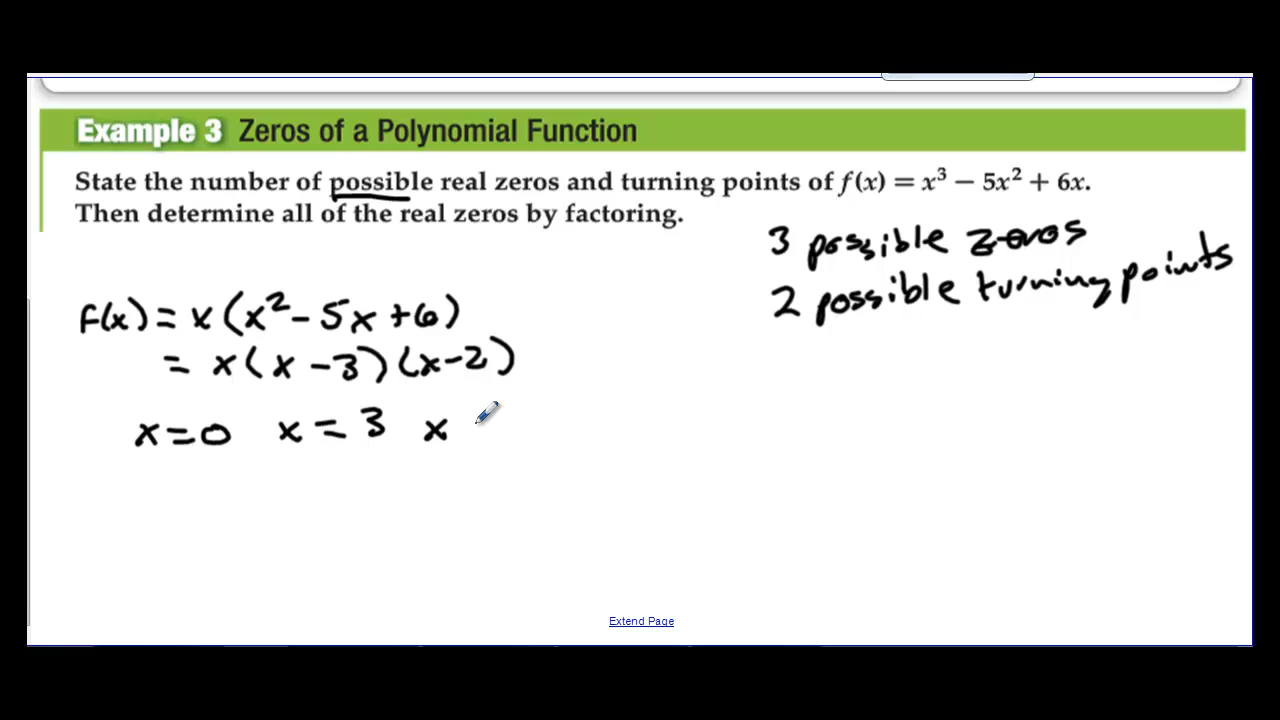 Example 3 Zeros of a Polynomial Function
State the number of possible real zeros and turning points of f(x) = x³ − 5x² + 6x.
Then determine all of the real zeros by factoring.
3 possible zeros
2 possible turning points
f(x) = x(x² − 5x + 6)
= x(x − 3)(x − 2)
x = 0 x = 3 x
Extend Page